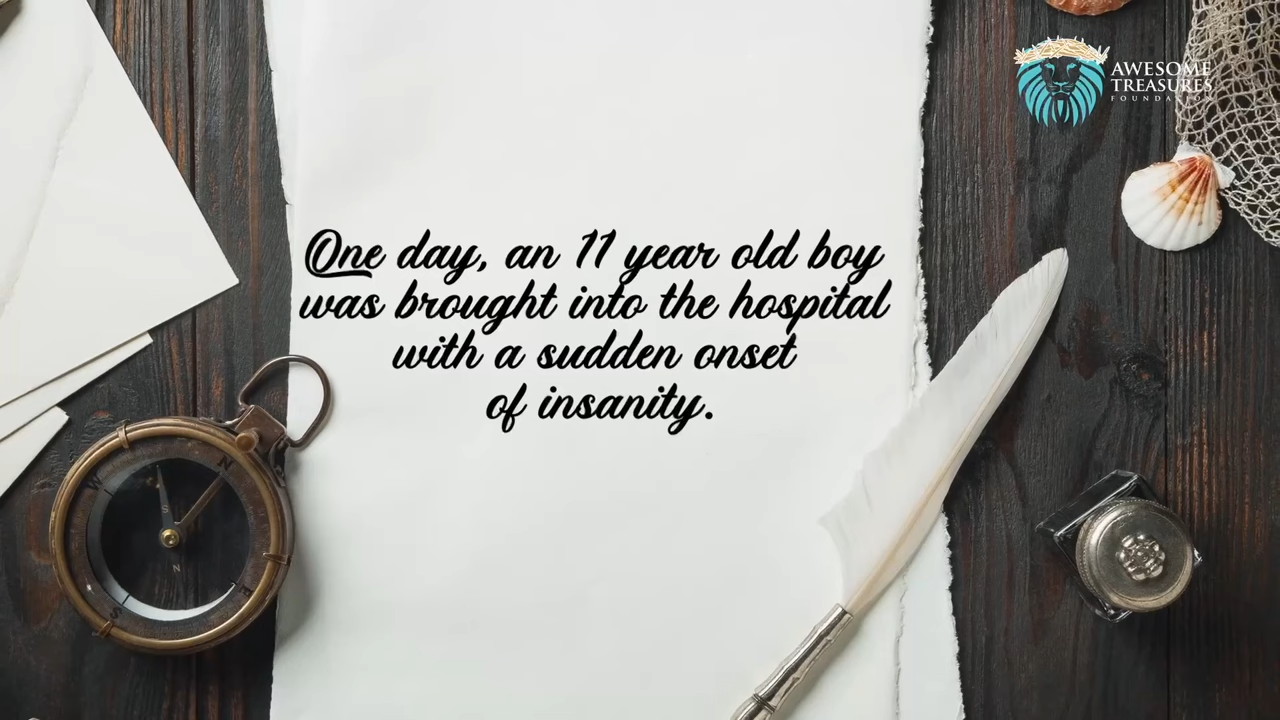 AWESOME
TREASURES
FOUNDATION
One day, an 11 year old boy
was brought into the hospital
with a sudden onset
of insanity.
N
W
S
N
E
S